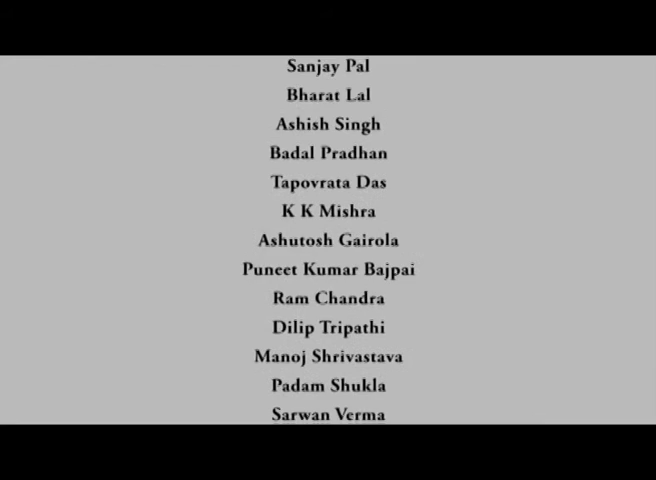 Sanjay Pal
Bharat Lal
Ashish Singh
Badal Pradhan
Tapovrata Das
K K Mishra
Ashutosh Gairola
Puneet Kumar Bajpai
Ram Chandra
Dilip Tripathi
Manoj Shrivastava
Padam Shukla
Sarwan Verma